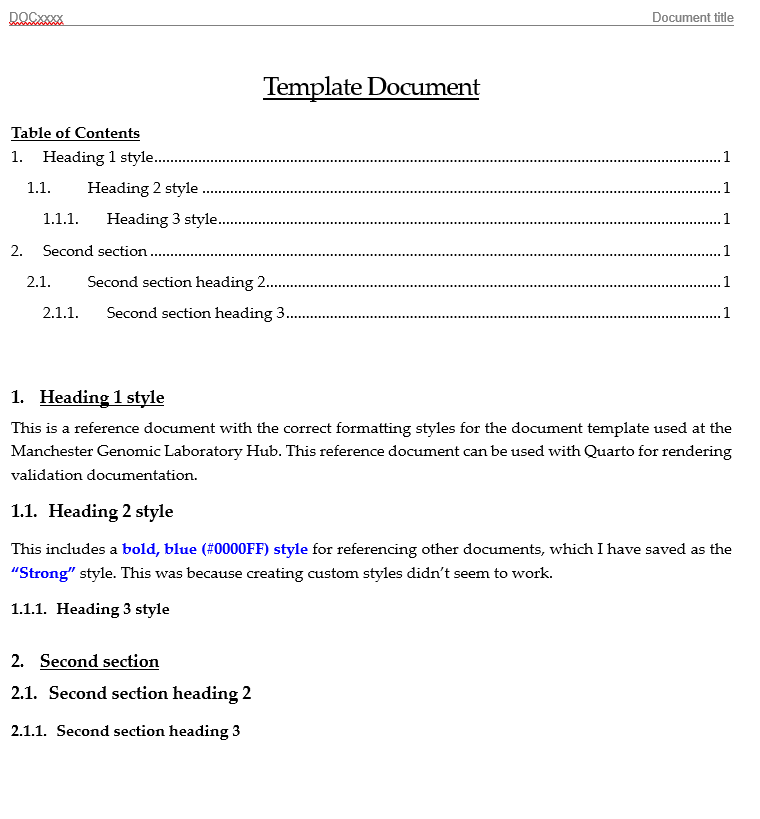 DOCxxxx Document title
Template Document
Table of Contents
1. Heading 1 style 1
1.1. Heading 2 style 1
1.1.1. Heading 3 style 1
2. Second section 1
2.1. Second section heading 2 1
2.1.1. Second section heading 3 1
1. Heading 1 style
This is a reference document with the correct formatting styles for the document template used at the
Manchester Genomic Laboratory Hub. This reference document can be used with Quarto for rendering
validation documentation.
1.1. Heading 2 style
This includes a bold, blue (#0000FF) style for referencing other documents, which I have saved as the
“Strong” style. This was because creating custom styles didn’t seem to work.
1.1.1. Heading 3 style
2. Second section
2.1. Second section heading 2
2.1.1. Second section heading 3